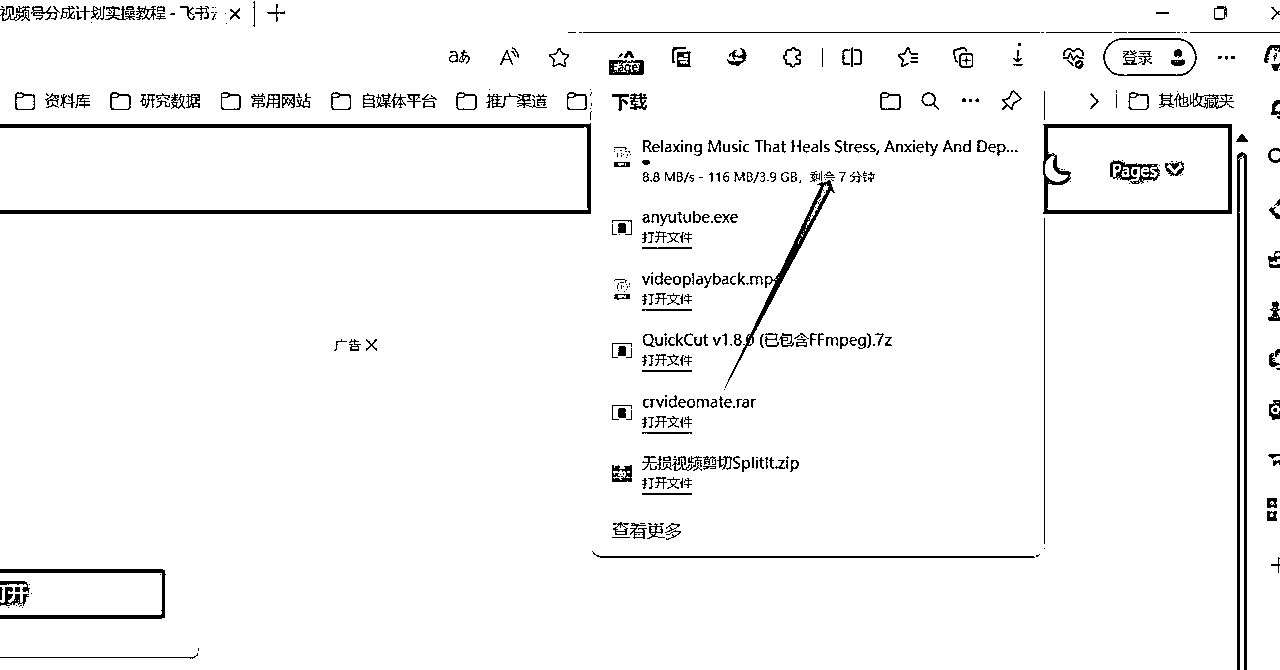 视频号分成计划实操教程 - 飞书云
aあ
登录
资料库 研究数据 常用网站 自媒体平台 推广渠道 其他收藏夹
下载
Relaxing Music That Heals Stress, Anxiety And Dep...
8.8 MB/s - 116 MB/3.9 GB, 剩余 7 分钟
Pages
anyutube.exe
打开文件
videoplayback.mp4
打开文件
QuickCut v1.8.0 (已包含FFmpeg).7z
打开文件
广告
crvideomate.rar
打开文件
无损视频剪切SplitIt.zip
打开文件
查看更多